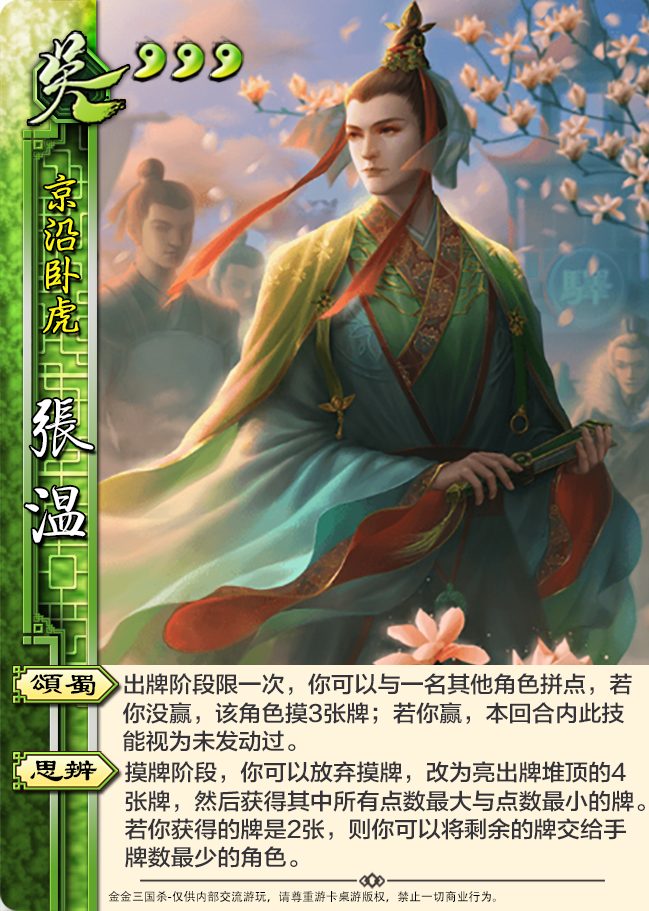 吴
京沿卧虎
張温
驛
頌蜀
出牌阶段限一次，你可以与一名其他角色拼点，若
你没赢，该角色摸3张牌；若你赢，本回合内此技
能视为未发动过。
思辨
摸牌阶段，你可以放弃摸牌，改为亮出牌堆顶的4
张牌，然后获得其中所有点数最大与点数最小的牌。
若你获得的牌是2张，则你可以将剩余的牌交给手
牌数最少的角色。
金金三国杀-仅供内部交流游玩，请尊重游卡桌游版权，禁止一切商业行为。